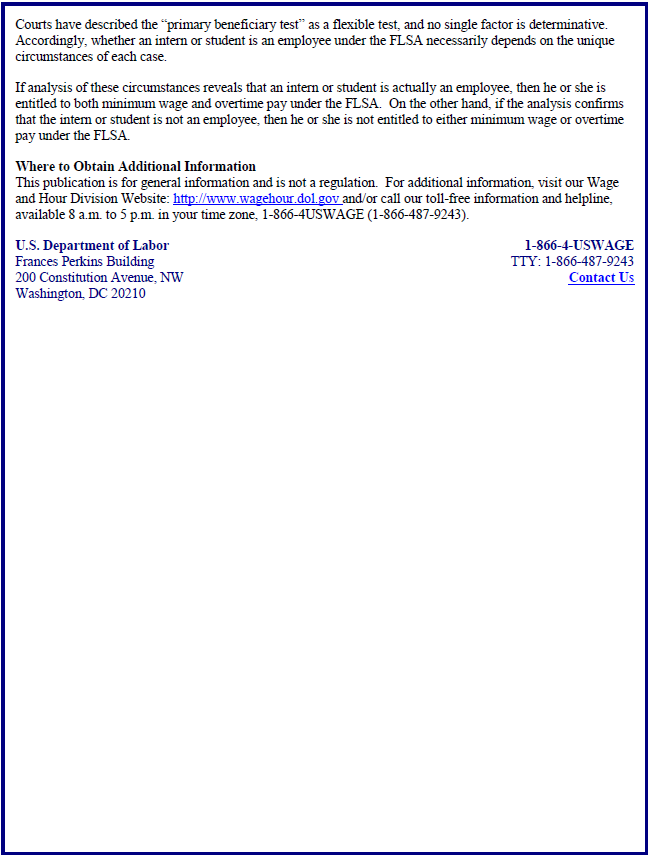 Courts have described the “primary beneficiary test” as a flexible test, and no single factor is determinative.
Accordingly, whether an intern or student is an employee under the FLSA necessarily depends on the unique
circumstances of each case.
If analysis of these circumstances reveals that an intern or student is actually an employee, then he or she is
entitled to both minimum wage and overtime pay under the FLSA. On the other hand, if the analysis confirms
that the intern or student is not an employee, then he or she is not entitled to either minimum wage or overtime
pay under the FLSA.
Where to Obtain Additional Information
This publication is for general information and is not a regulation. For additional information, visit our Wage
and Hour Division Website: http://www.wagehour.dol.gov and/or call our toll-free information and helpline,
available 8 a.m. to 5 p.m. in your time zone, 1-866-4USWAGE (1-866-487-9243).
U.S. Department of Labor
Frances Perkins Building
200 Constitution Avenue, NW
Washington, DC 20210
1-866-4-USWAGE
TTY: 1-866-487-9243
Contact Us